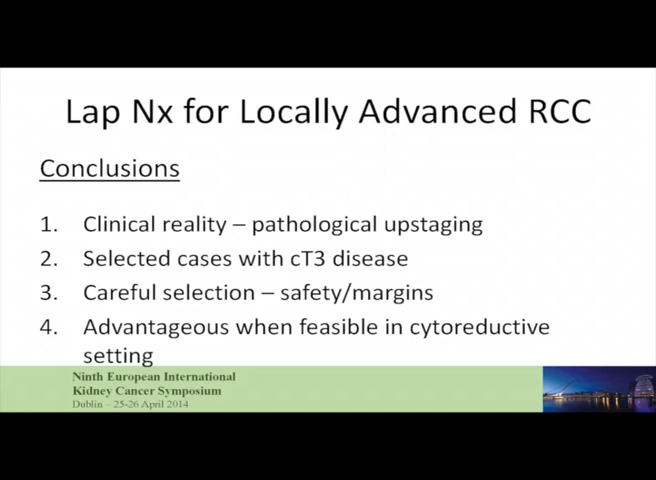 Lap Nx for Locally Advanced RCC
Conclusions
1. Clinical reality – pathological upstaging
2. Selected cases with cT3 disease
3. Careful selection – safety/margins
4. Advantageous when feasible in cytoreductive
setting
Ninth European International
Kidney Cancer Symposium
Dublin – 25-26 April 2014